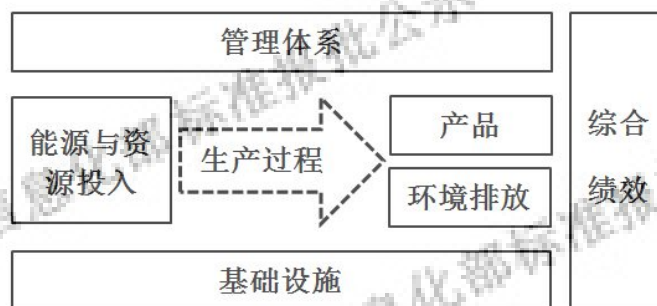 管理体系
能源与资
源投入
生产过程
产品
环境排放
综合
绩效
基础设施